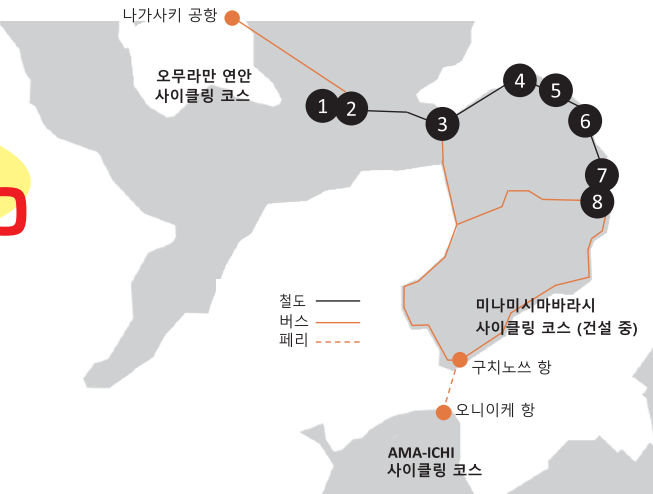 나가사키 공항
오무라만 연안
사이클링 코스
1
2
3
4
5
6
7
8
철도
버스
페리
미나미시마바라시
사이클링 코스 (건설 중)
구치노쓰 항
오니이케 항
AMA-ICHI
사이클링 코스